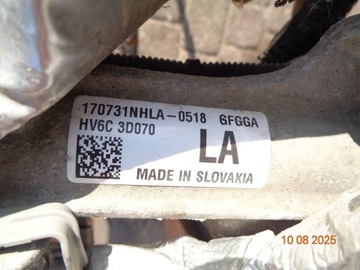 170731NHLA-0518 6FGGA
HV6C 3D070
LA
MADE IN SLOVAKIA
10 08 2025